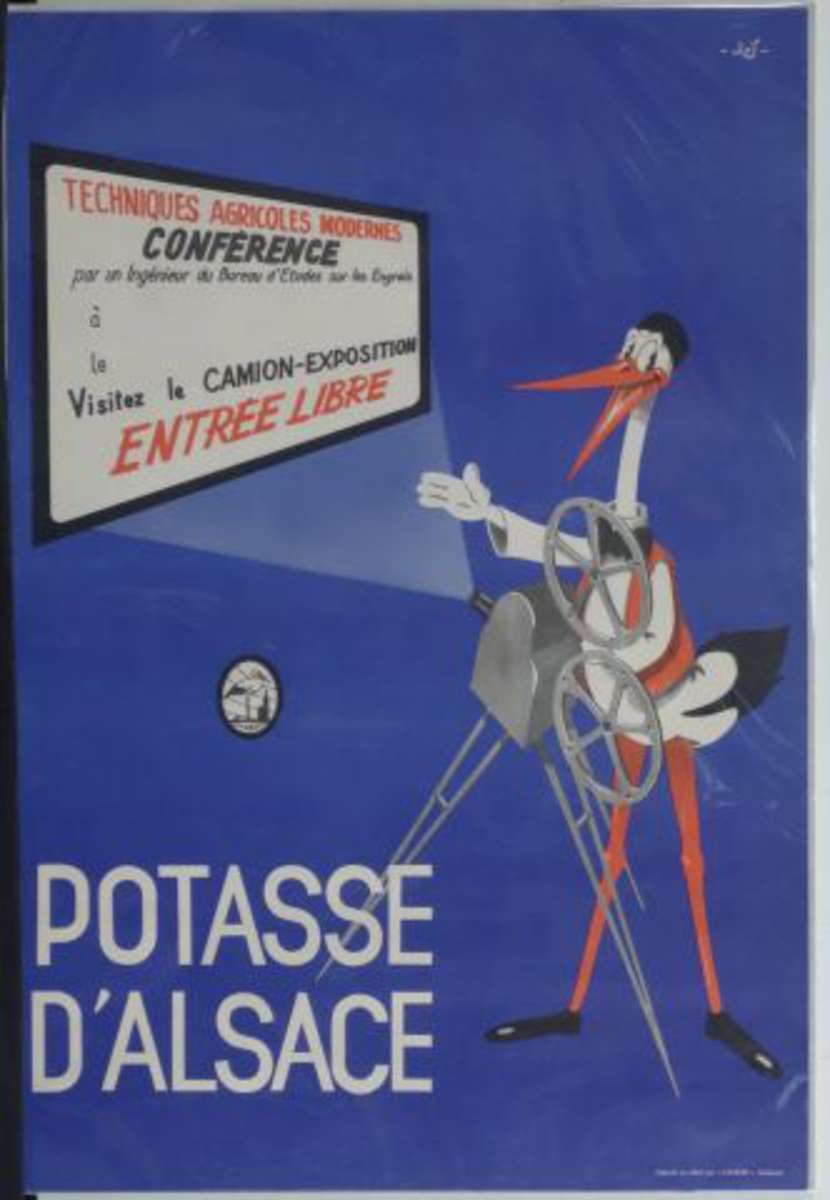 TECHNIQUES AGRICOLES MODERNES
CONFÉRENCE
par un Ingénieur du Bureau d'Etudes sur les Engrais
à
le
Visitez le CAMION-EXPOSITION
ENTRÉE LIBRE
POTASSE
D'ALSACE